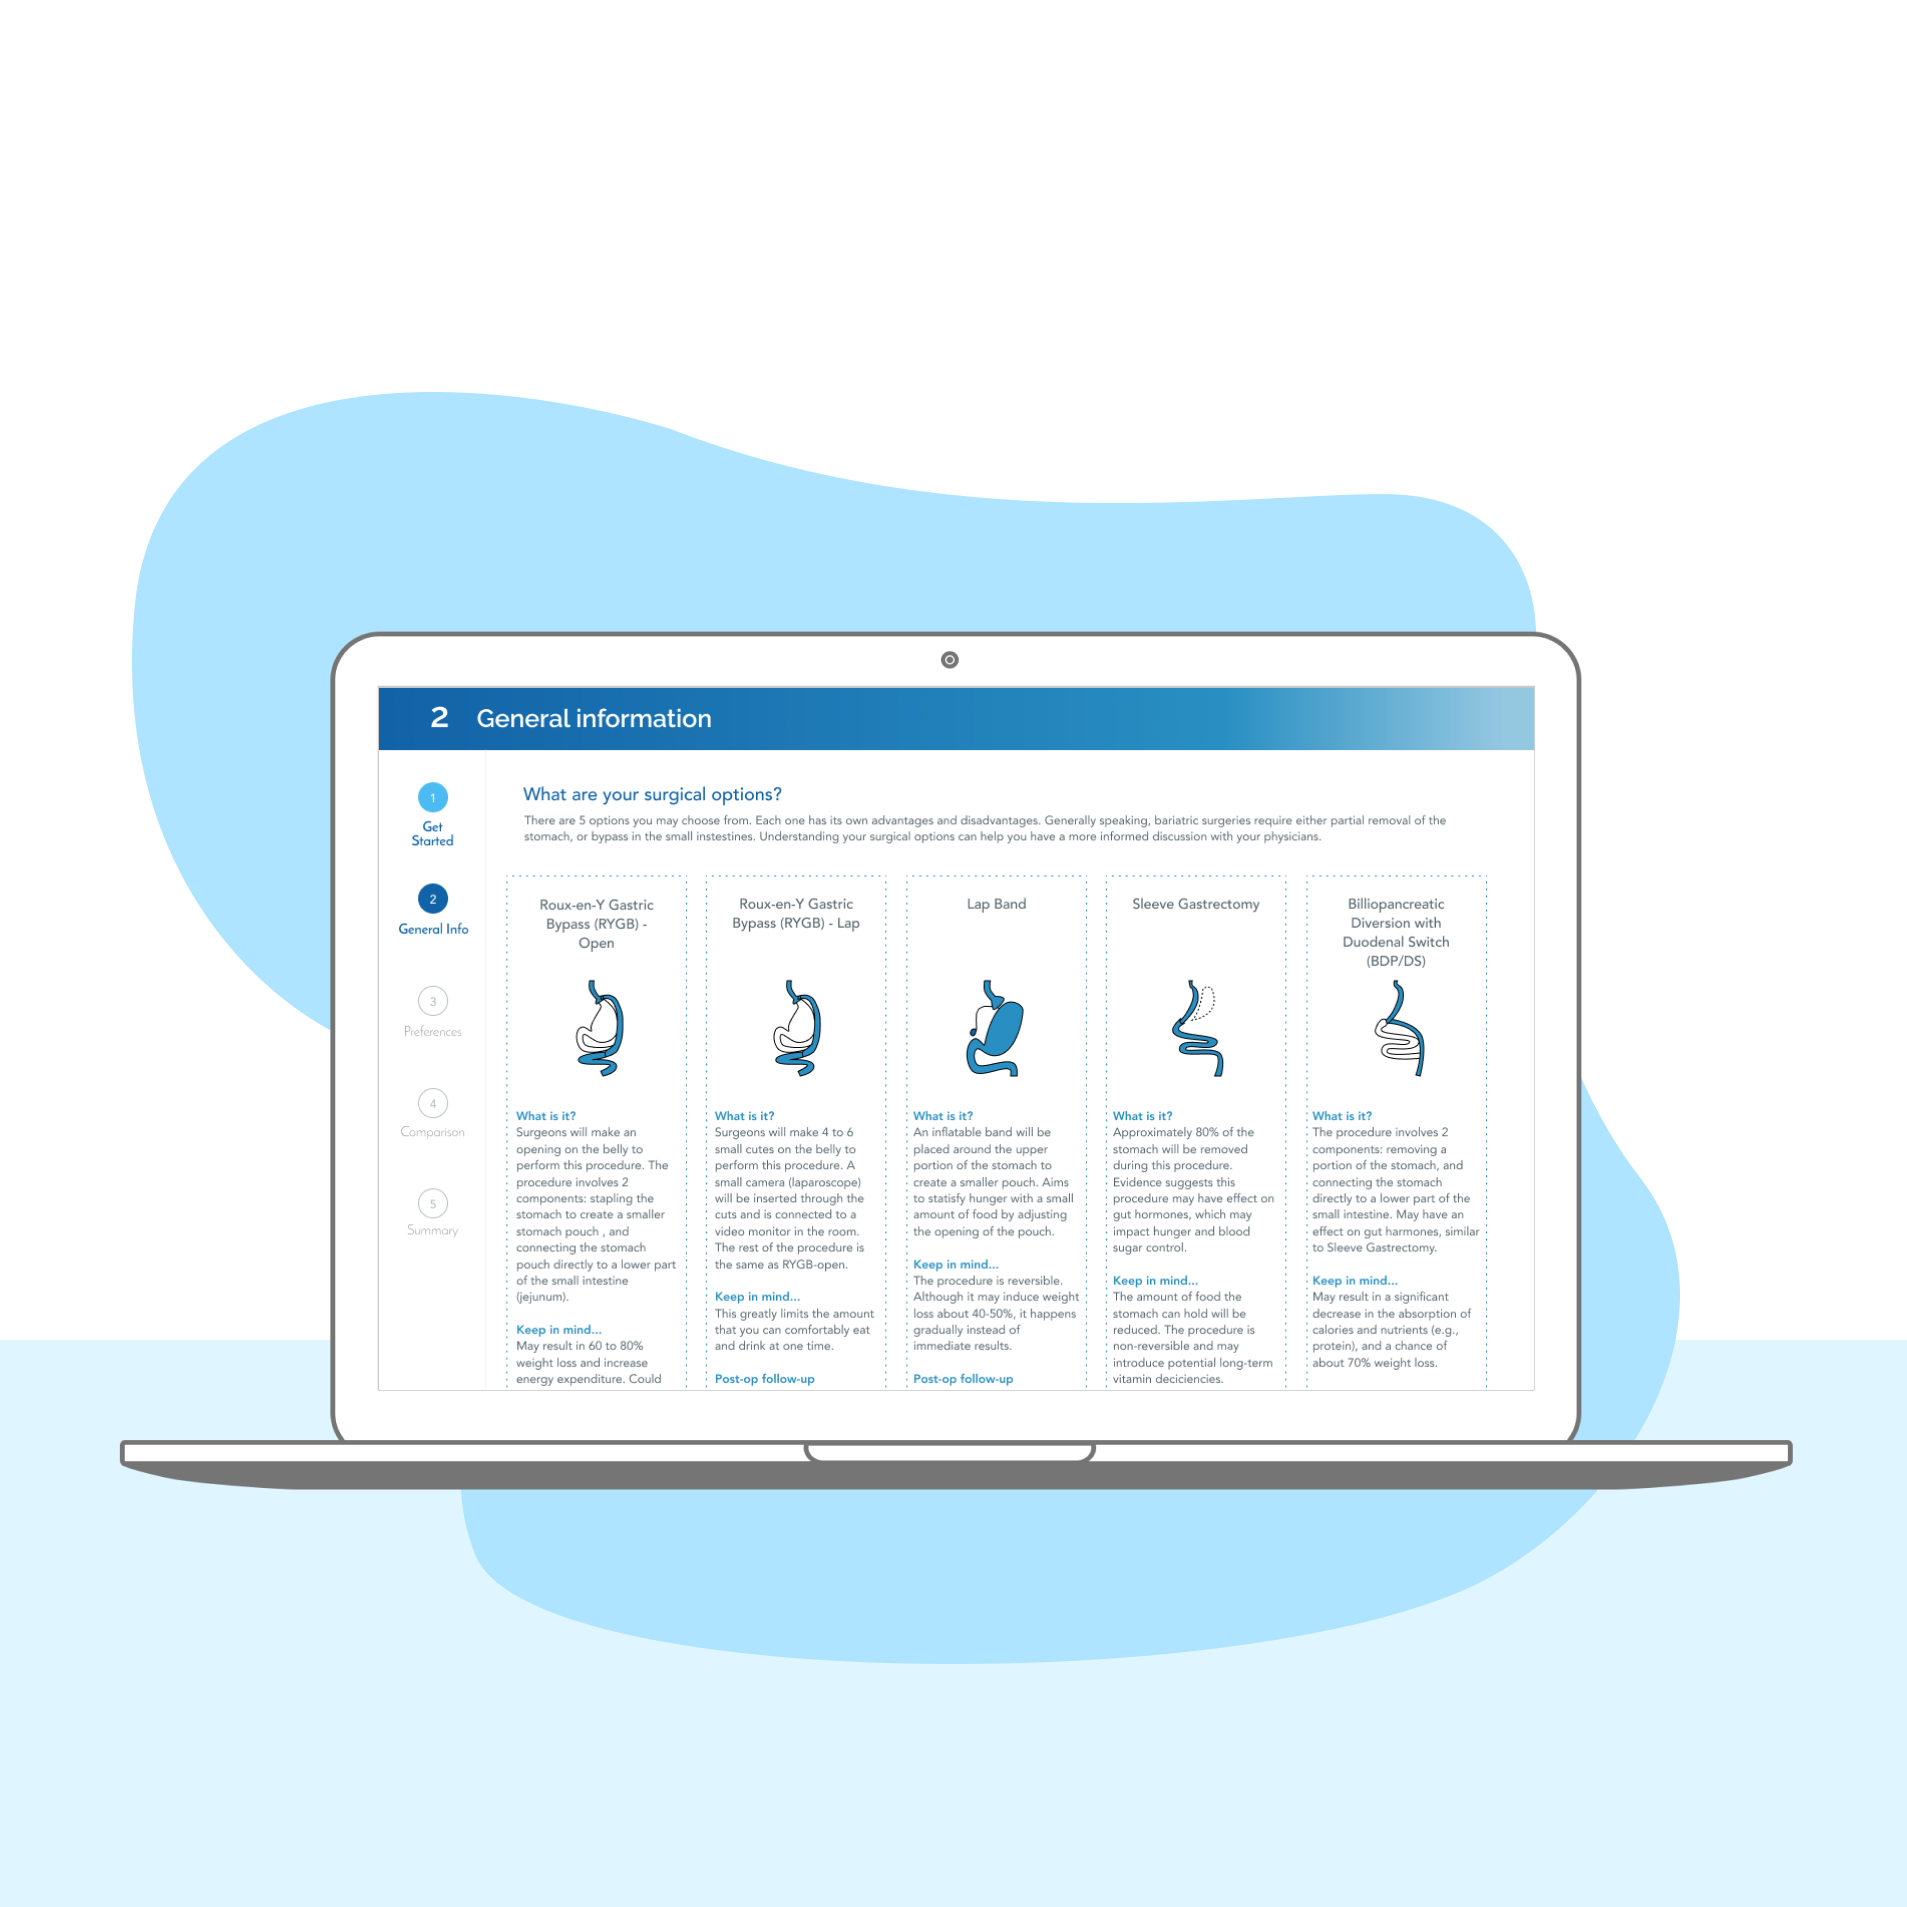 2 General information
1
Get
Started
2
General Info
3
Preferences
4
Comparison
5
Summary
What are your surgical options?
There are 5 options you may choose from. Each one has its own advantages and disadvantages. Generally speaking, bariatric surgeries require either partial removal of the
stomach, or bypass in the small instestines. Understanding your surgical options can help you have a more informed discussion with your physicians.
Roux-en-Y Gastric
Bypass (RYGB) -
Open
What is it?
Surgeons will make an
opening on the belly to
perform this procedure. The
procedure involves 2
components: stapling the
stomach to create a smaller
stomach pouch , and
connecting the stomach
pouch directly to a lower part
of the small intestine
(jejunum).
Keep in mind...
May result in 60 to 80%
weight loss and increase
energy expenditure. Could
Roux-en-Y Gastric
Bypass (RYGB) - Lap
What is it?
Surgeons will make 4 to 6
small cutes on the belly to
perform this procedure. A
small camera (laparoscope)
will be inserted through the
cuts and is connected to a
video monitor in the room.
The rest of the procedure is
the same as RYGB-open.
Keep in mind...
This greatly limits the amount
that you can comfortably eat
and drink at one time.
Post-op follow-up
Lap Band
What is it?
An inflatable band will be
placed around the upper
portion of the stomach to
create a smaller pouch. Aims
to statisfy hunger with a small
amount of food by adjusting
the opening of the pouch.
Keep in mind...
The procedure is reversible.
Although it may induce weight
loss about 40-50%, it happens
gradually instead of
immediate results.
Post-op follow-up
Sleeve Gastrectomy
What is it?
Approximately 80% of the
stomach will be removed
during this procedure.
Evidence suggests this
procedure may have effect on
gut hormones, which may
impact hunger and blood
sugar control.
Keep in mind...
The amount of food the
stomach can hold will be
reduced. The procedure is
non-reversible and may
introduce potential long-term
vitamin deciciencies.
Billiopancreatic
Diversion with
Duodenal Switch
(BDP/DS)
What is it?
The procedure involves 2
components: removing a
portion of the stomach, and
connecting the stomach
directly to a lower part of the
small intestine. May have an
effect on gut harmones, similar
to Sleeve Gastrectomy.
Keep in mind...
May result in a significant
decrease in the absorption of
calories and nutrients (e.g.,
protein), and a chance of
about 70% weight loss.